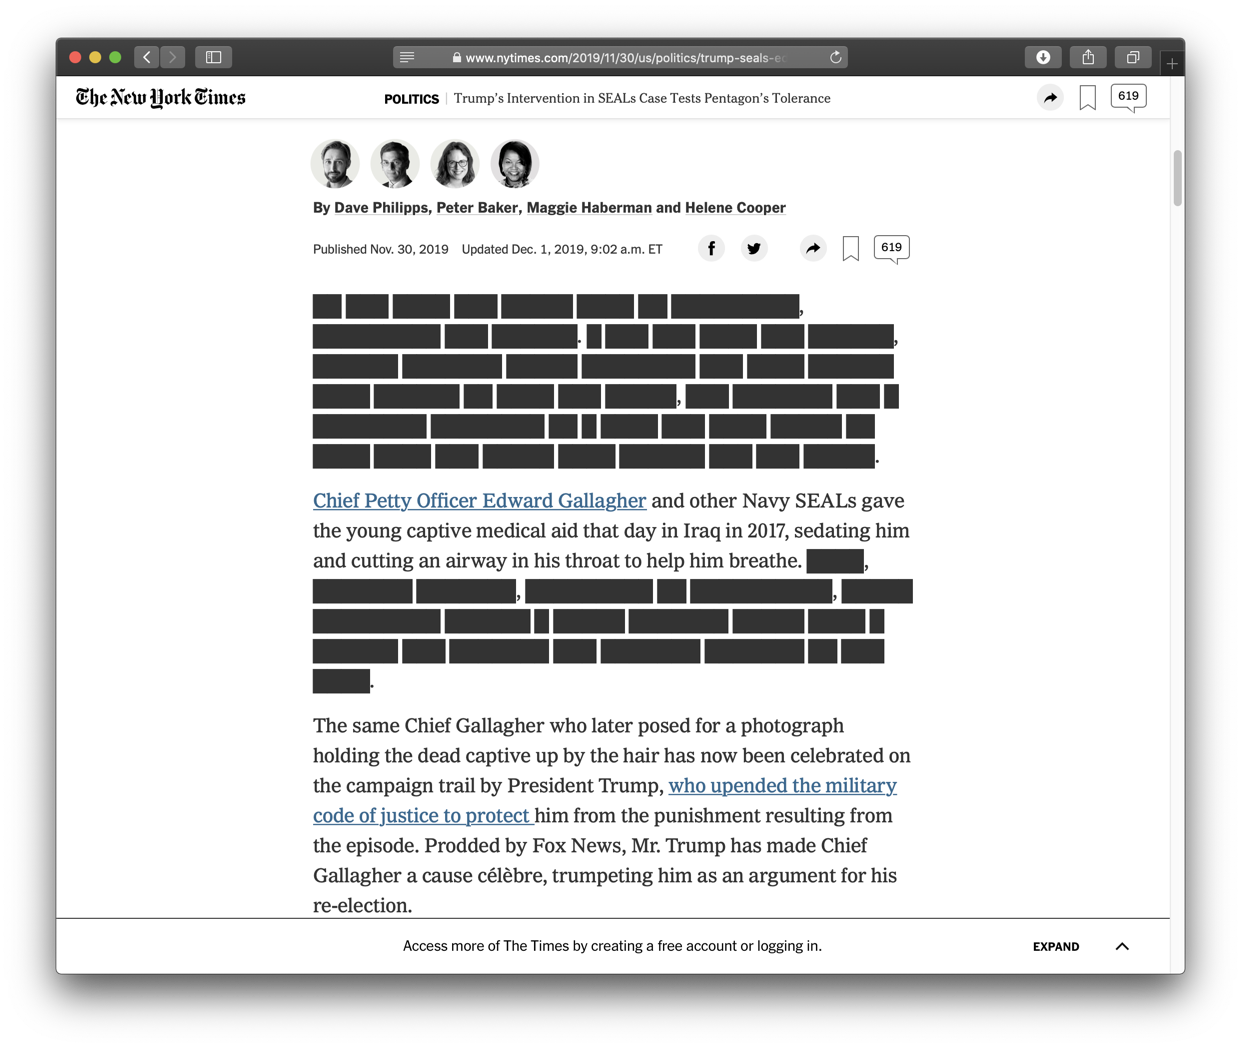 www.nytimes.com/2019/11/30/us/politics/trump-seals-e
The New York Times
POLITICS | Trump's Intervention in SEALs Case Tests Pentagon's Tolerance
619
By Dave Philipps, Peter Baker, Maggie Haberman and Helene Cooper
Published Nov. 30, 2019 Updated Dec. 1, 2019, 9:02 a.m. ET
619
Chief Petty Officer Edward Gallagher and other Navy SEALs gave
the young captive medical aid that day in Iraq in 2017, sedating him
and cutting an airway in his throat to help him breathe.
The same Chief Gallagher who later posed for a photograph
holding the dead captive up by the hair has now been celebrated on
the campaign trail by President Trump, who upended the military
code of justice to protect him from the punishment resulting from
the episode. Prodded by Fox News, Mr. Trump has made Chief
Gallagher a cause célèbre, trumpeting him as an argument for his
re-election.
Access more of The Times by creating a free account or logging in.
EXPAND